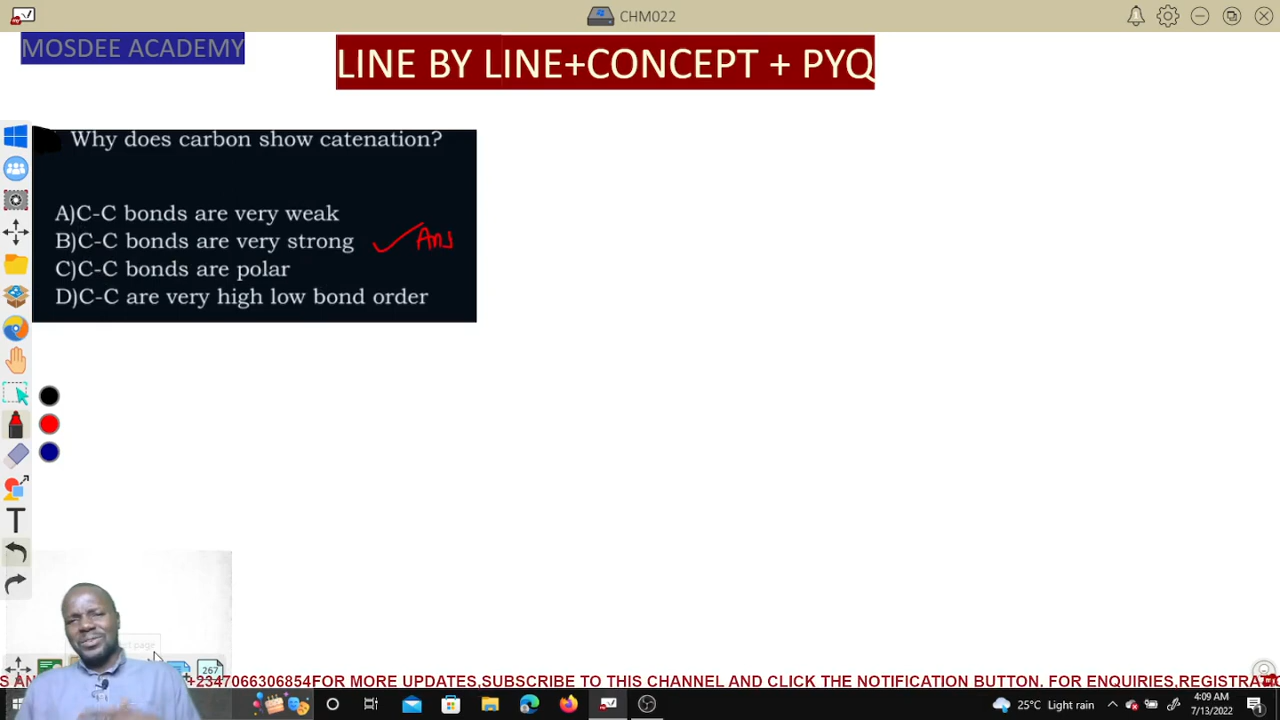 CHM022
MOSDEE ACADEMY
LINE BY LINE+CONCEPT + PYQ
Why does carbon show catenation?
A)C-C bonds are very weak
B)C-C bonds are very strong
Ans
C)C-C bonds are polar
D)C-C are very high low bond order
T
267
+2347066306854FOR MORE UPDATES,SUBSCRIBE TO THIS CHANNEL AND CLICK THE NOTIFICATION BUTTON. FOR ENQUIRIES,REGISTRATI
25°C Light rain
4:09 AM
7/13/2022